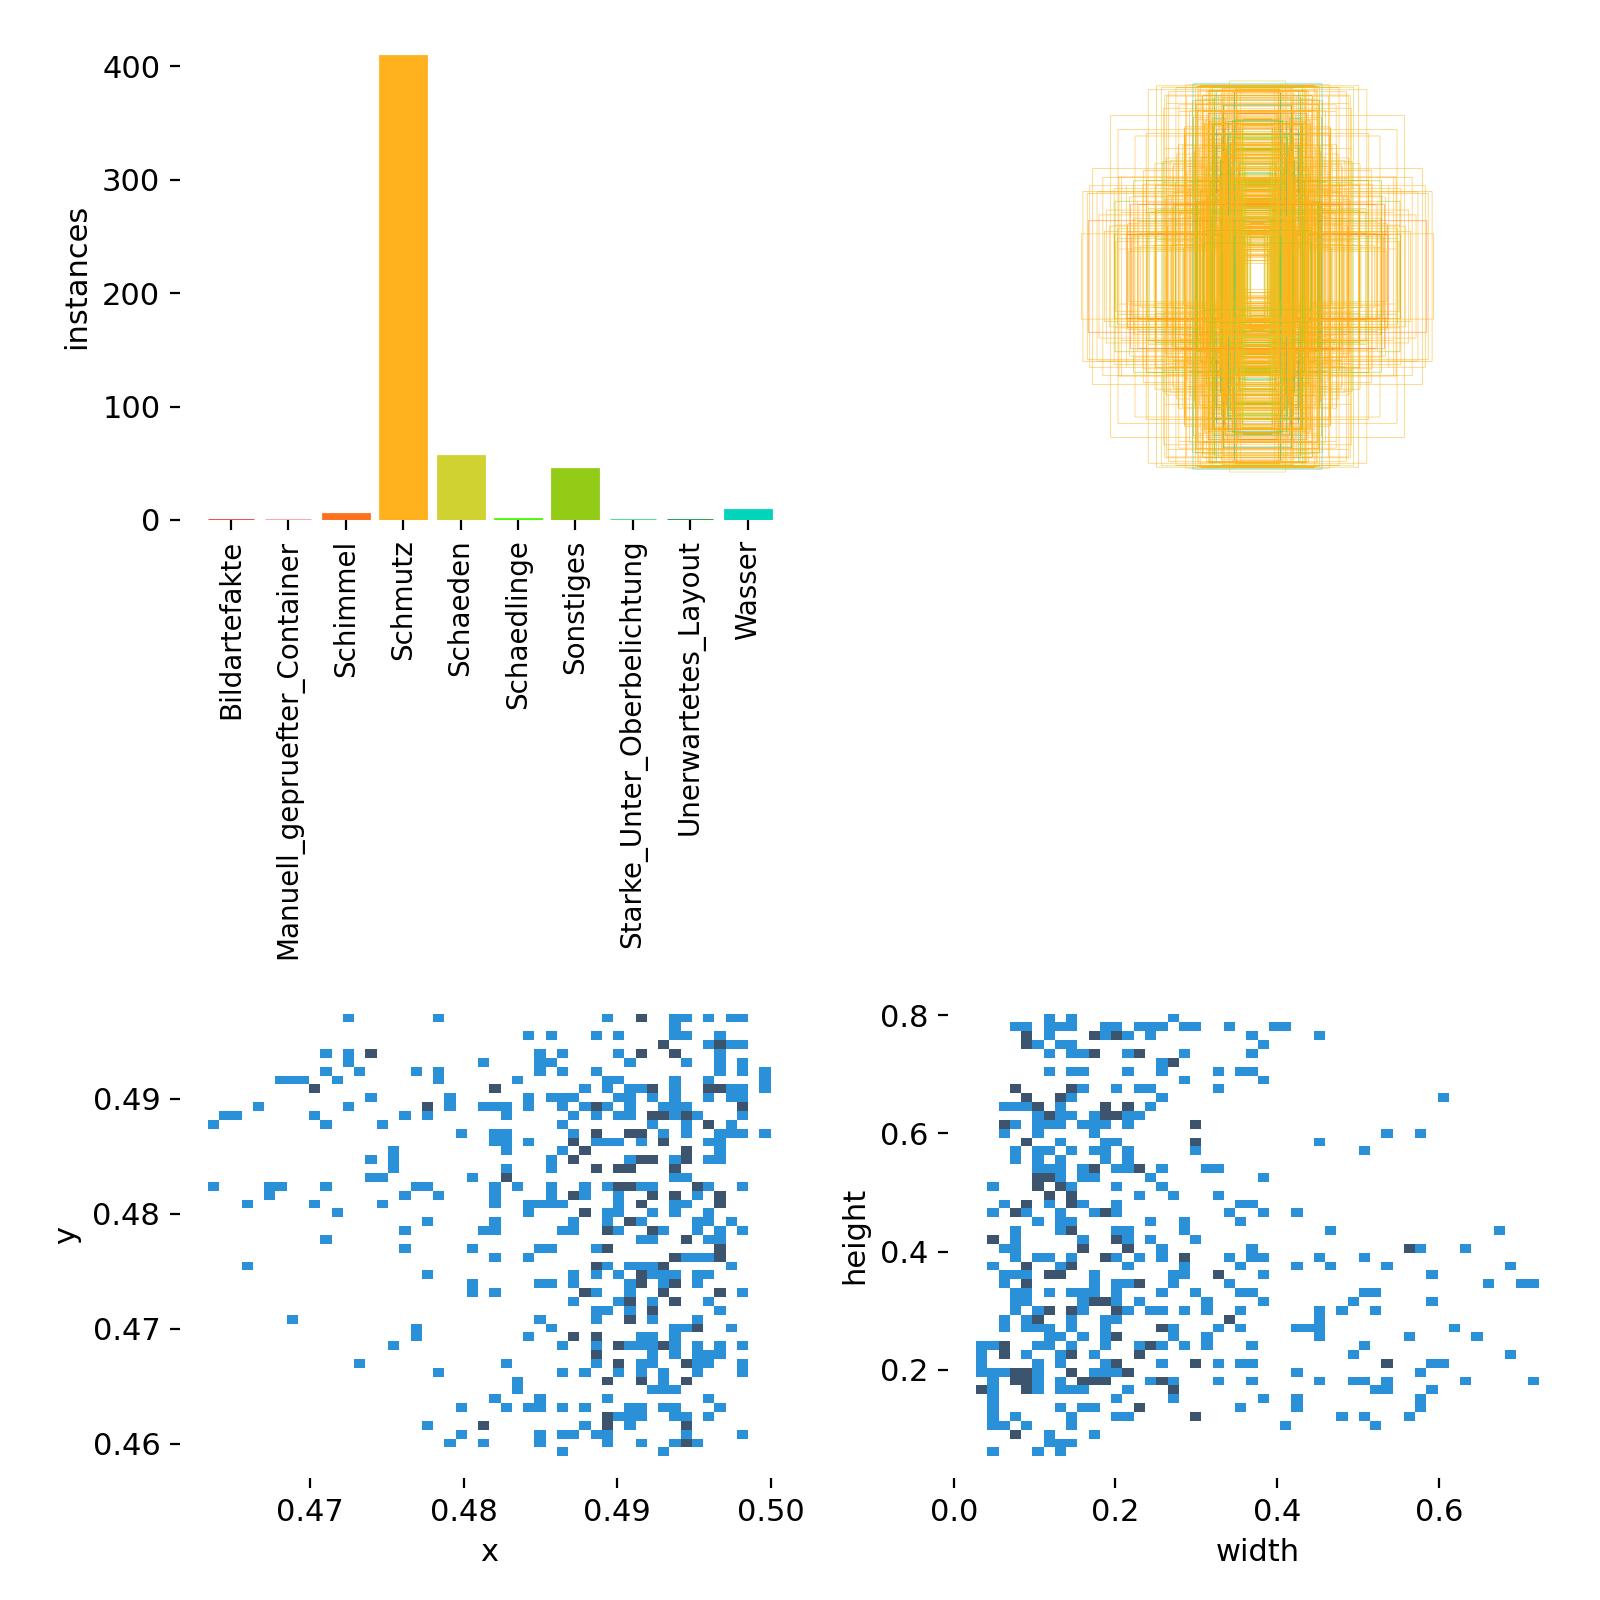 instances
400
300
200
100
0
Bildartefakte
Manuell_gepruefter_Container
Schimmel
Schmutz
Schaeden
Schaedlinge
Sonstiges
Starke_Unter_Oberbelichtung
Unerwartetes_Layout
Wasser
y
0.49
0.48
0.47
0.46
0.47 0.48 0.49 0.50
x
height
0.8
0.6
0.4
0.2
0.0 0.2 0.4 0.6
width